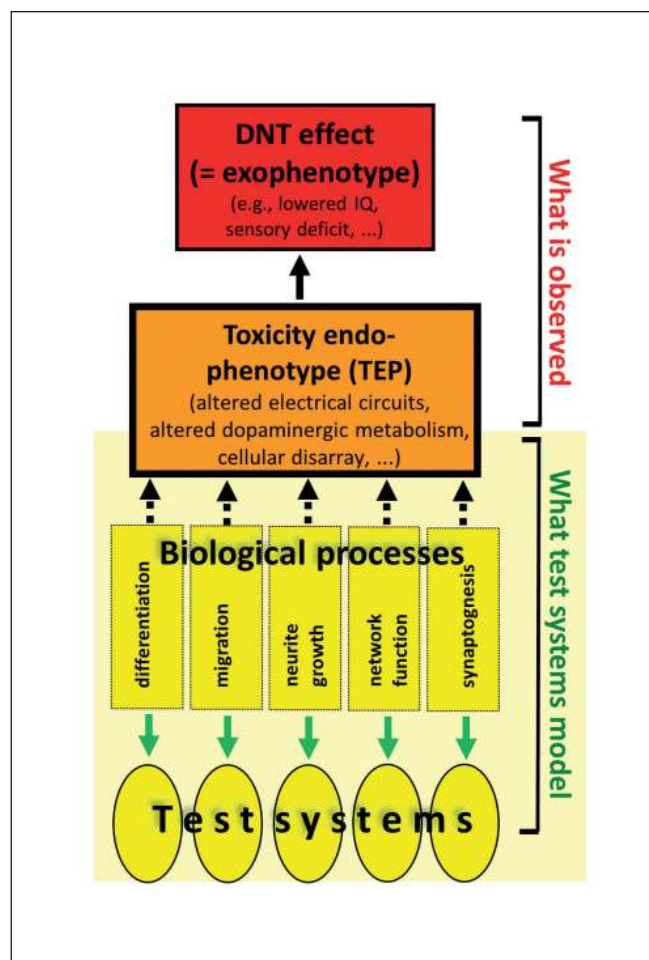 DNT effect
(= exophenotype)
(e.g., lowered IQ,
sensory deficit, ...)
What is observed
Toxicity endo-
phenotype (TEP)
(altered electrical circuits,
altered dopaminergic metabolism,
cellular disarray, ...)
What test systems model
Biological processes
differentiation
migration
neurite
growth
network
function
synaptognesis
Test systems